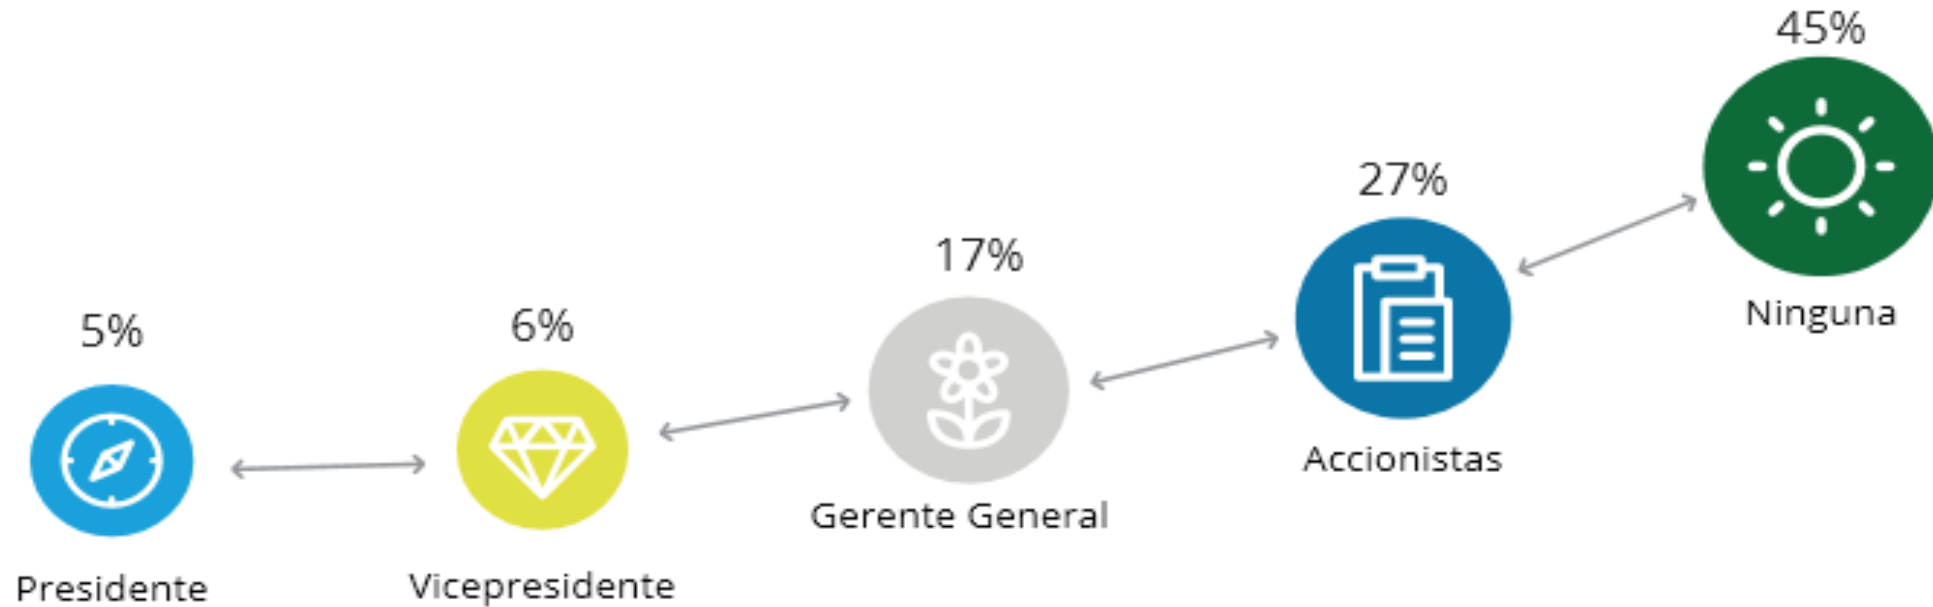 5%
Presidente
6%
Vicepresidente
17%
Gerente General
27%
Accionistas
45%
Ninguna